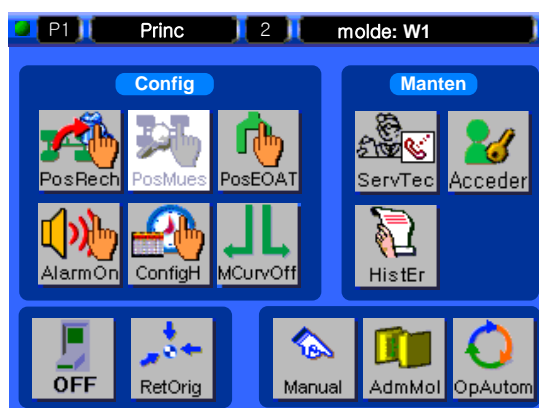 P1 Princ 2 molde: W1
Config
Manten
PosRech PosMues PosEOAT
ServTec Acceder
AlarmOn ConfigH MCurvOff
HistEr
OFF RetOrig Manual AdmMol OpAutom